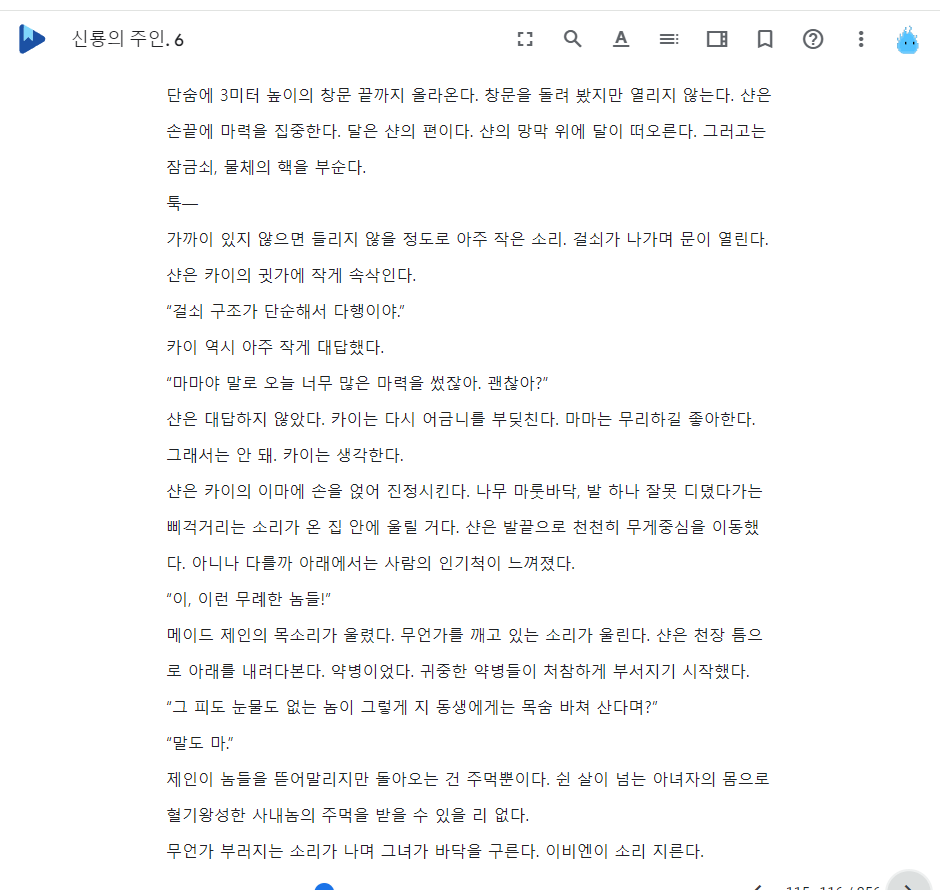 신룡의 주인. 6
단숨에 3미터 높이의 창문 끝까지 올라온다. 창문을 돌려 봤지만 열리지 않는다. 샨은
손끝에 마력을 집중한다. 달은 샨의 편이다. 샨의 망막 위에 달이 떠오른다. 그러고는
잠금쇠, 물체의 핵을 부순다.
툭—
가까이 있지 않으면 들리지 않을 정도로 아주 작은 소리. 걸쇠가 나가며 문이 열린다.
샨은 카이의 귓가에 작게 속삭인다.
“걸쇠 구조가 단순해서 다행이야.”
카이 역시 아주 작게 대답했다.
“마마야 말로 오늘 너무 많은 마력을 썼잖아. 괜찮아?”
샨은 대답하지 않았다. 카이는 다시 어금니를 부딪친다. 마마는 무리하길 좋아한다.
그래서는 안 돼. 카이는 생각한다.
샨은 카이의 이마에 손을 얹어 진정시킨다. 나무 마룻바닥, 발 하나 잘못 디뎠다가는
삐걱거리는 소리가 온 집 안에 울릴 거다. 샨은 발끝으로 천천히 무게중심을 이동했
다. 아니나 다를까 아래에서는 사람의 인기척이 느껴졌다.
“이, 이런 무례한 놈들!”
메이드 제인의 목소리가 울렸다. 무언가를 깨고 있는 소리가 울린다. 샨은 천장 틈으
로 아래를 내려다본다. 약병이었다. 귀중한 약병들이 처참하게 부서지기 시작했다.
“그 피도 눈물도 없는 놈이 그렇게 지 동생에게는 목숨 바쳐 산다며?”
“말도 마.”
제인이 놈들을 뜯어말리지만 돌아오는 건 주먹뿐이다. 쉰 살이 넘는 아녀자의 몸으로
혈기왕성한 사내놈의 주먹을 받을 수 있을 리 없다.
무언가 부러지는 소리가 나며 그녀가 바닥을 구른다. 이비엔이 소리 지른다.